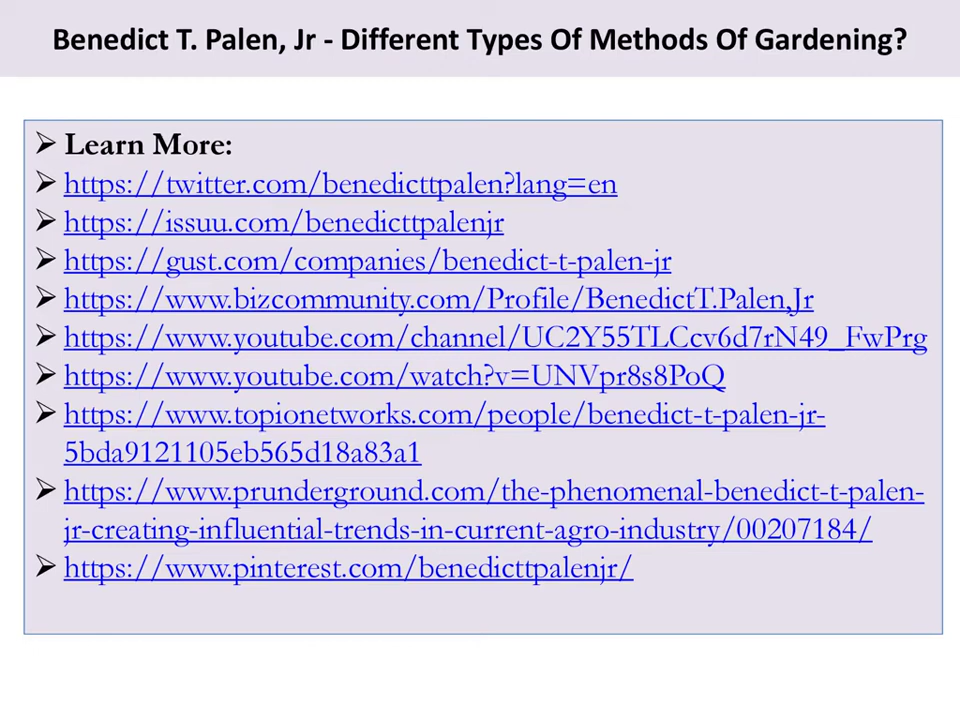 Benedict T. Palen, Jr - Different Types Of Methods Of Gardening?
Learn More:
https://twitter.com/benedicttpalen?lang=en
https://issuu.com/benedicttpalenjr
https://gust.com/companies/benedict-t-palen-jr
https://www.bizcommunity.com/Profile/BenedictT.Palen,Jr
https://www.youtube.com/channel/UC2Y55TLCcv6d7rN49_FwPrg
https://www.youtube.com/watch?v=UNVpr8s8PoQ
https://www.topionetworks.com/people/benedict-t-palen-jr-
5bda9121105eb565d18a83a1
https://www.prunderground.com/the-phenomenal-benedict-t-palen-
jr-creating-influential-trends-in-current-agro-industry/00207184/
https://www.pinterest.com/benedicttpalenjr/